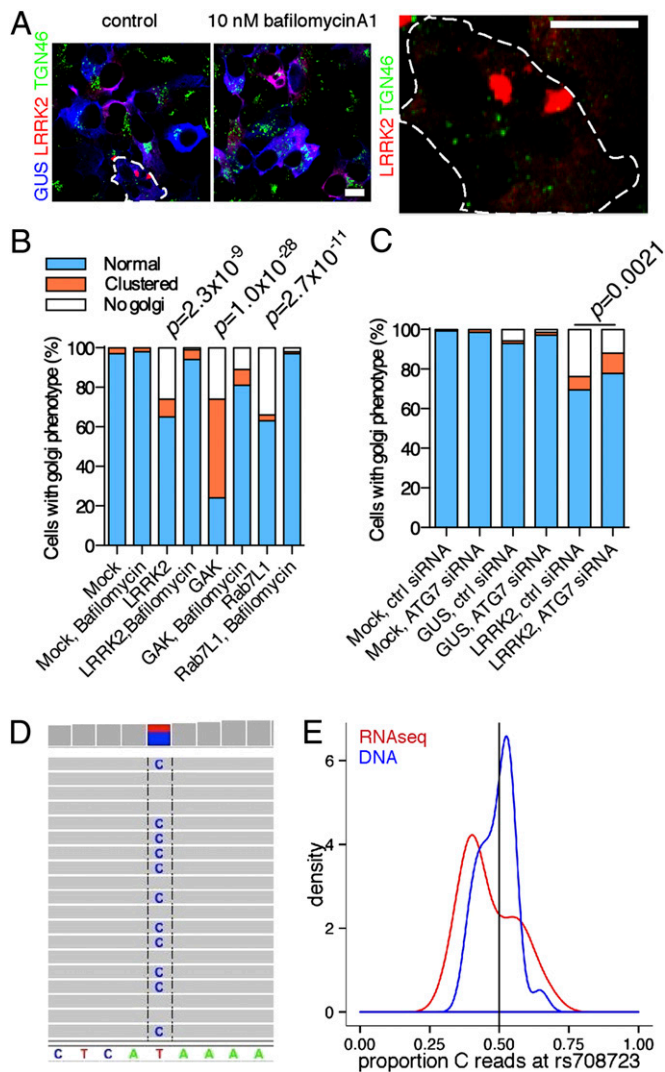 A
control
10 nM bafilomycinA1
GUS LRRK2 TGN46
LRRK2 TGN46
B
Normal
Clustered
No golgi
p=2.3x10-9
p=1.0x10-28
p=2.7x10-11
Cells with golgi phenotype (%)
100
80
60
40
20
0
Mock
Mock, Bafilomycin
LRRK2
LRRK2,Bafilomycin
GAK
GAK, Bafilomycin
Rab7L1
Rab7L1, Bafilomycin
C
p=0.0021
Cells with golgi phenotype (%)
100
80
60
40
20
0
Mock, ctrl siRNA
Mock, ATG7 siRNA
GUS, ctrl siRNA
GUS, ATG7 siRNA
LRRK2, ctrl siRNA
LRRK2, ATG7 siRNA
D
C
C
C
C
C
C
C
C
C
C
C
C T C A T A A A A
E
RNAseq
DNA
density
6
4
2
0
0.00 0.25 0.50 0.75 1.00
proportion C reads at rs708723